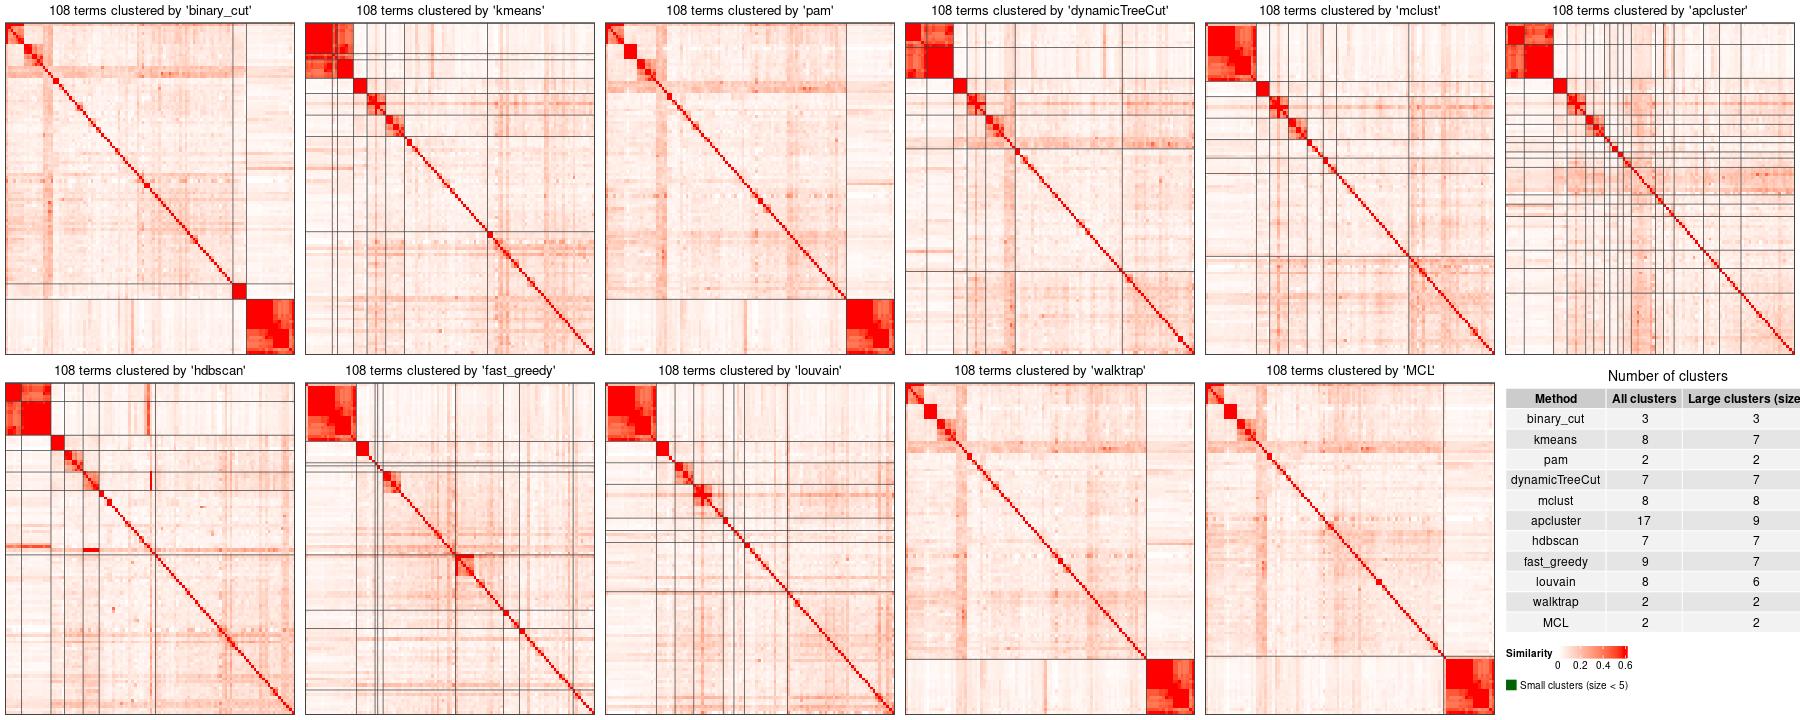 108 terms clustered by 'binary_cut'
108 terms clustered by 'kmeans'
108 terms clustered by 'pam'
108 terms clustered by 'dynamicTreeCut'
108 terms clustered by 'mclust'
108 terms clustered by 'apcluster'
108 terms clustered by 'hdbscan'
108 terms clustered by 'fast_greedy'
108 terms clustered by 'louvain'
108 terms clustered by 'walktrap'
108 terms clustered by 'MCL'
Number of clusters
Method All clusters Large clusters (size
binary_cut 3 3
kmeans 8 7
pam 2 2
dynamicTreeCut 7 7
mclust 8 8
apcluster 17 9
hdbscan 7 7
fast_greedy 9 7
louvain 8 6
walktrap 2 2
MCL 2 2
Similarity
0 0.2 0.4 0.6
Small clusters (size < 5)